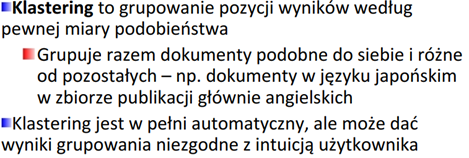 Klastering to grupowanie pozycji wyników według
pewnej miary podobieństwa
Grupuje razem dokumenty podobne do siebie i różne
od pozostałych – np. dokumenty w języku japońskim
w zbiorze publikacji głównie angielskich
Klastering jest w pełni automatyczny, ale może dać
wyniki grupowania niezgodne z intuicją użytkownika